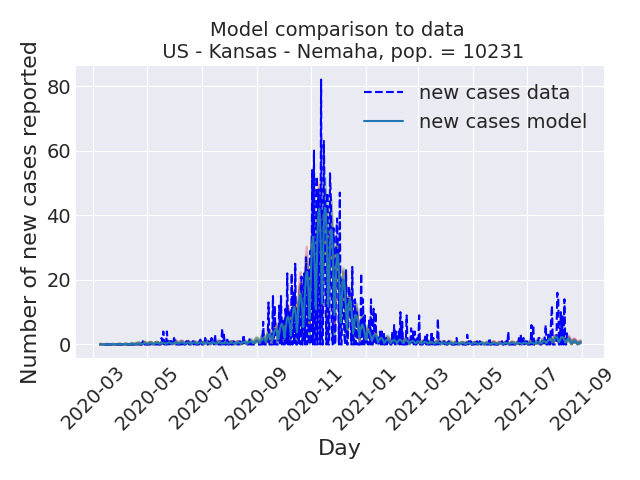 Model comparison to data
US - Kansas - Nemaha, pop. = 10231
Number of new cases reported
80
60
40
20
0
new cases data
new cases model
2020-03
2020-05
2020-07
2020-09
2020-11
2021-01
2021-03
2021-05
2021-07
2021-09
Day